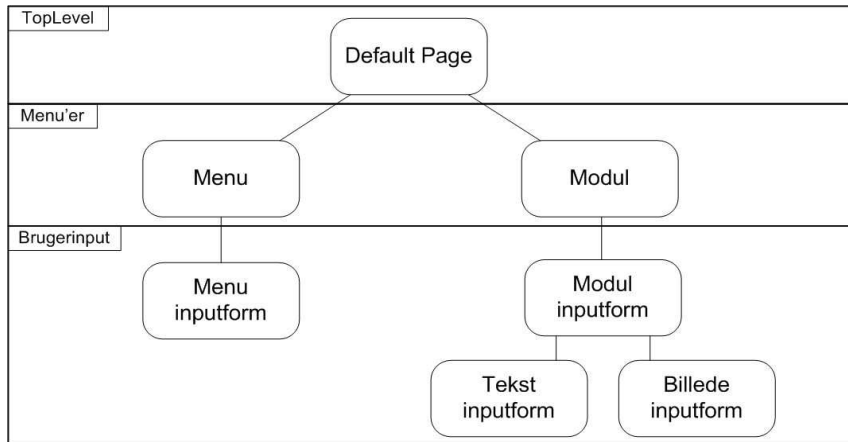 TopLevel
Default Page
Menu'er
Menu
Modul
Brugerinput
Menu
inputform
Modul
inputform
Tekst
inputform
Billede
inputform